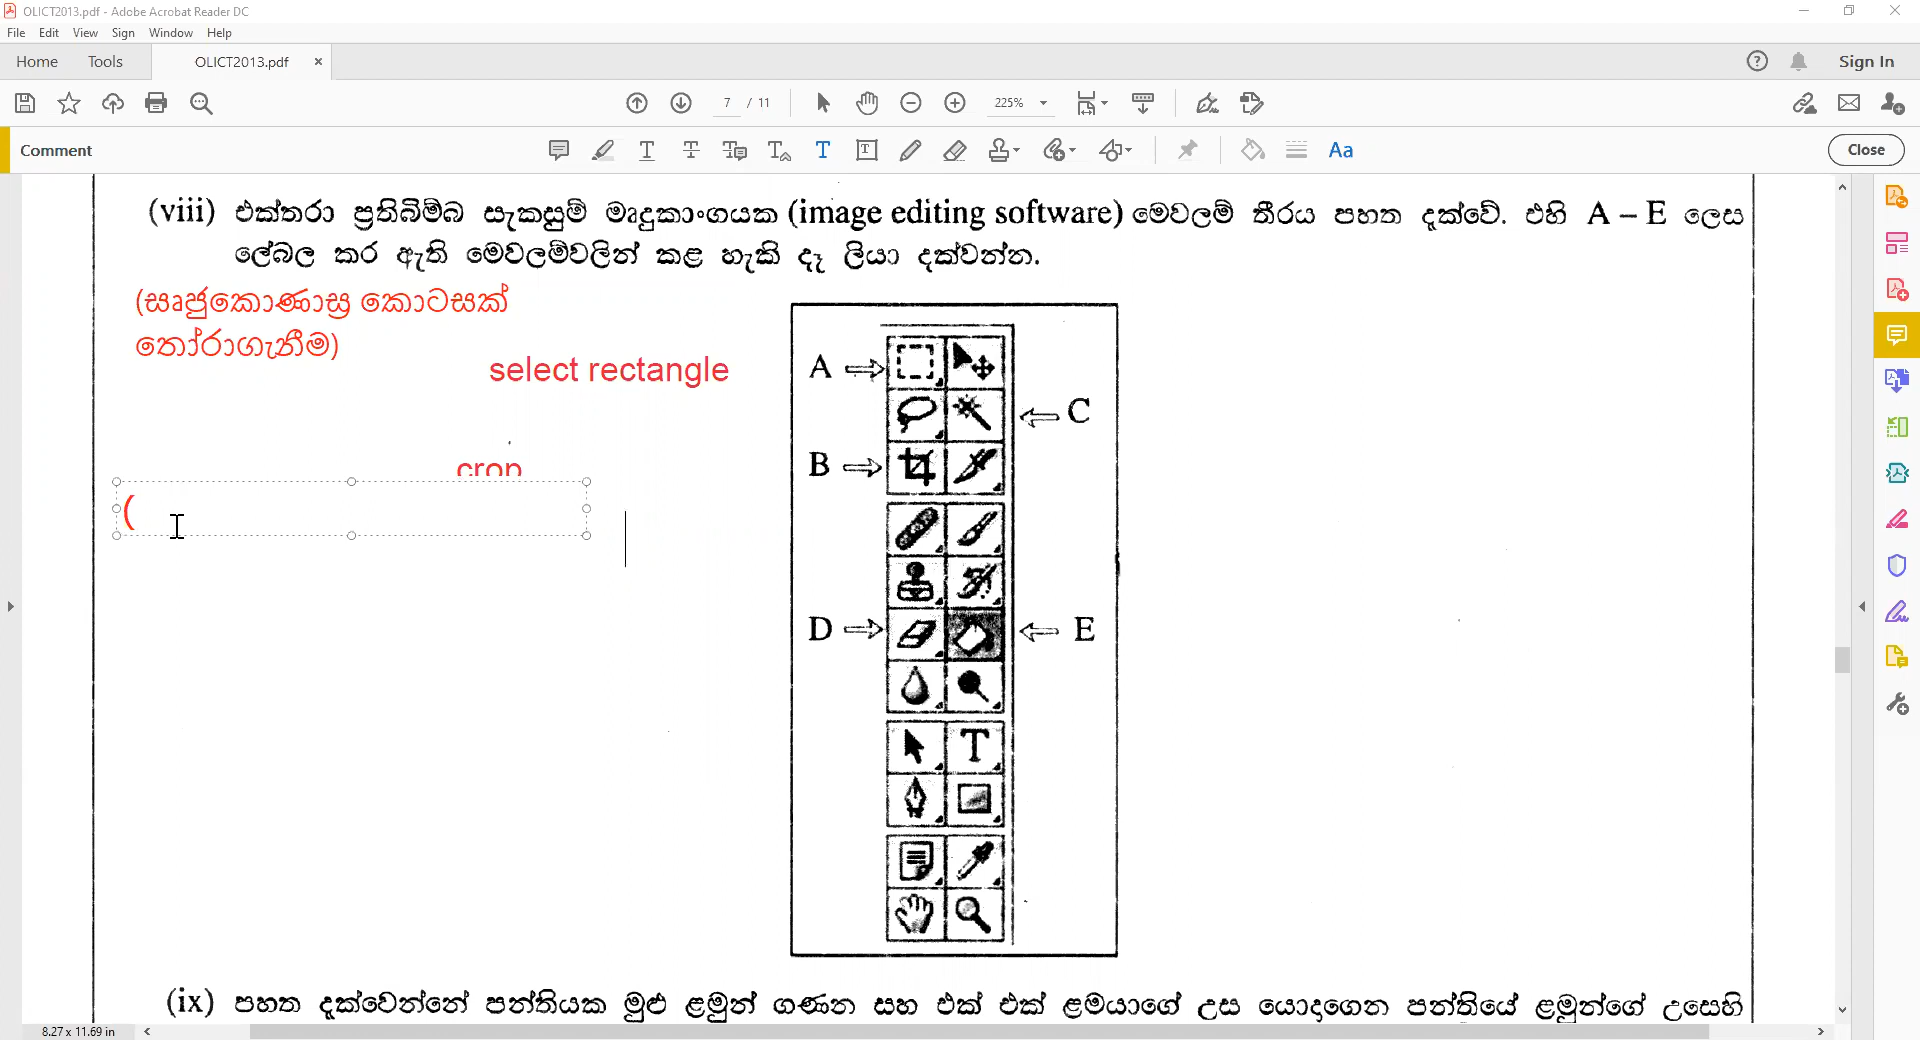 OLICT2013.pdf - Adobe Acrobat Reader DC
File Edit View Sign Window Help
Home Tools OLICT2013.pdf × Sign In
7 / 11 225%
Comment Aa Close
(viii) එක්තරා ප්‍රතිබිම්බ සැකසුම් මෘදුකාංගයක (image editing software) මෙවලම් තීරය පහත දැක්වේ. එහි A – E ලෙස
ලේබල කර ඇති මෙවලම්වලින් කළ හැකි දෑ ලියා දක්වන්න.
(සෘජුකොණාස්‍ර කොටසක්
තෝරාගැනීම)
select rectangle
A
C
crop
B
(
D
E
T
(ix) පහත දැක්වෙන්නේ පන්තියක මුළු ළමුන් ගණන සහ එක් එක් ළමයාගේ උස යොදාගෙන පන්තියේ ළමුන්ගේ උසෙහි
8.27 x 11.69 in